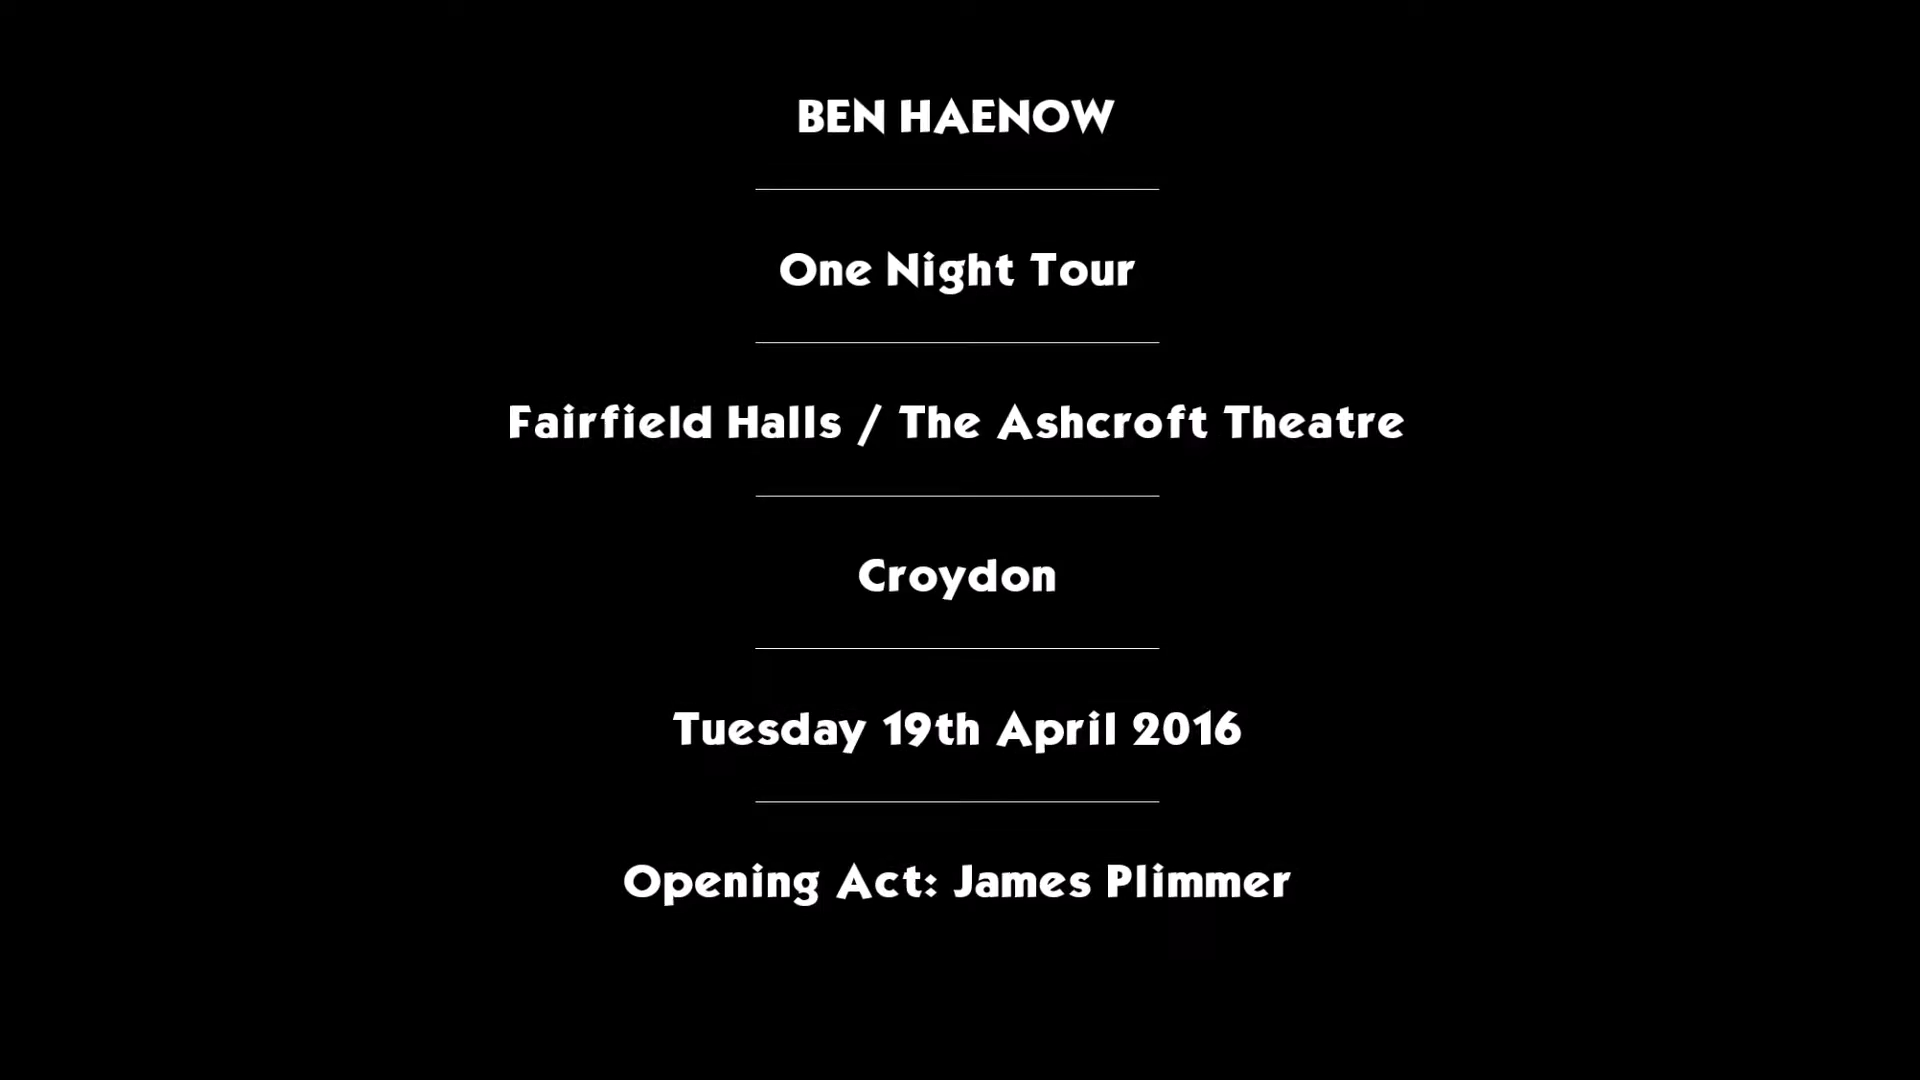 BEN HAENOW
One Night Tour
Fairfield Halls / The Ashcroft Theatre
Croydon
Tuesday 19th April 2016
Opening Act: James Plimmer